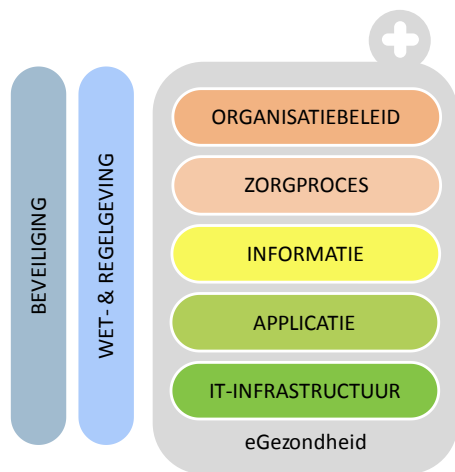 BEVEILIGING
WET- & REGELGEVING
ORGANISATIEBELEID
ZORGPROCES
INFORMATIE
APPLICATIE
IT-INFRASTRUCTUUR
eGezondheid